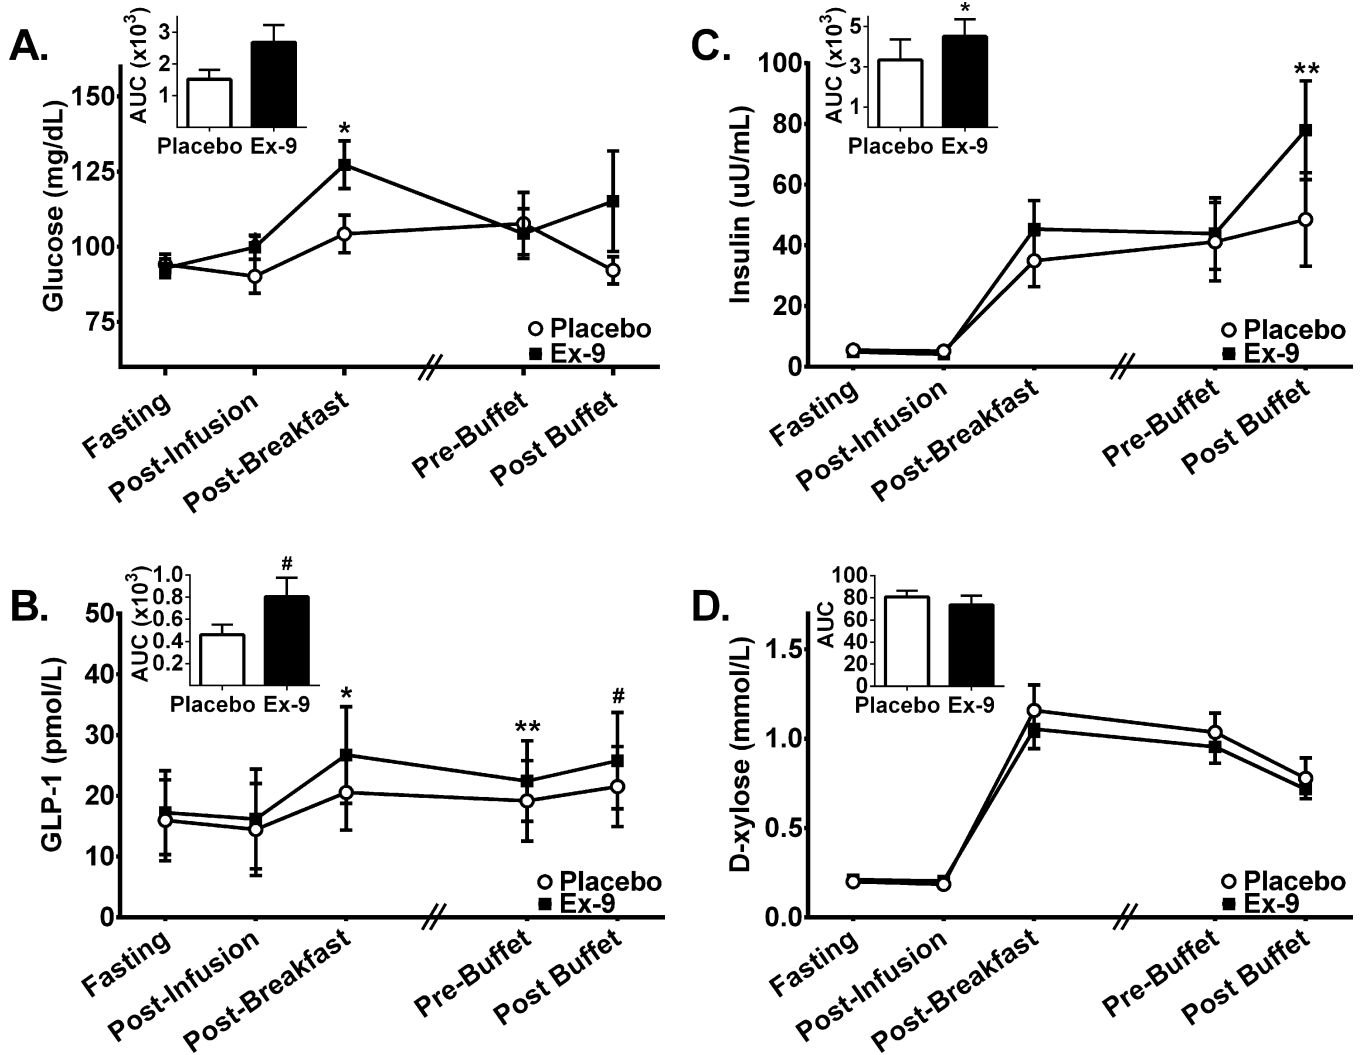 A.
AUC (x10³)
3
2
1
Placebo Ex-9
Glucose (mg/dL)
150
125
100
75
*
Placebo
Ex-9
Fasting
Post-Infusion
Post-Breakfast
Pre-Buffet
Post Buffet
C.
AUC (x10³)
5
3
1
*
Placebo Ex-9
Insulin (uU/mL)
100
80
60
40
20
0
**
Placebo
Ex-9
Fasting
Post-Infusion
Post-Breakfast
Pre-Buffet
Post Buffet
B.
AUC (x10³)
1.0
0.8
0.6
0.4
0.2
#
Placebo Ex-9
GLP-1 (pmol/L)
50
40
30
20
10
0
*
**
#
Placebo
Ex-9
Fasting
Post-Infusion
Post-Breakfast
Pre-Buffet
Post Buffet
D.
AUC
100
80
60
40
20
0
Placebo Ex-9
D-xylose (mmol/L)
1.5
1.0
0.5
0.0
Placebo
Ex-9
Fasting
Post-Infusion
Post-Breakfast
Pre-Buffet
Post Buffet